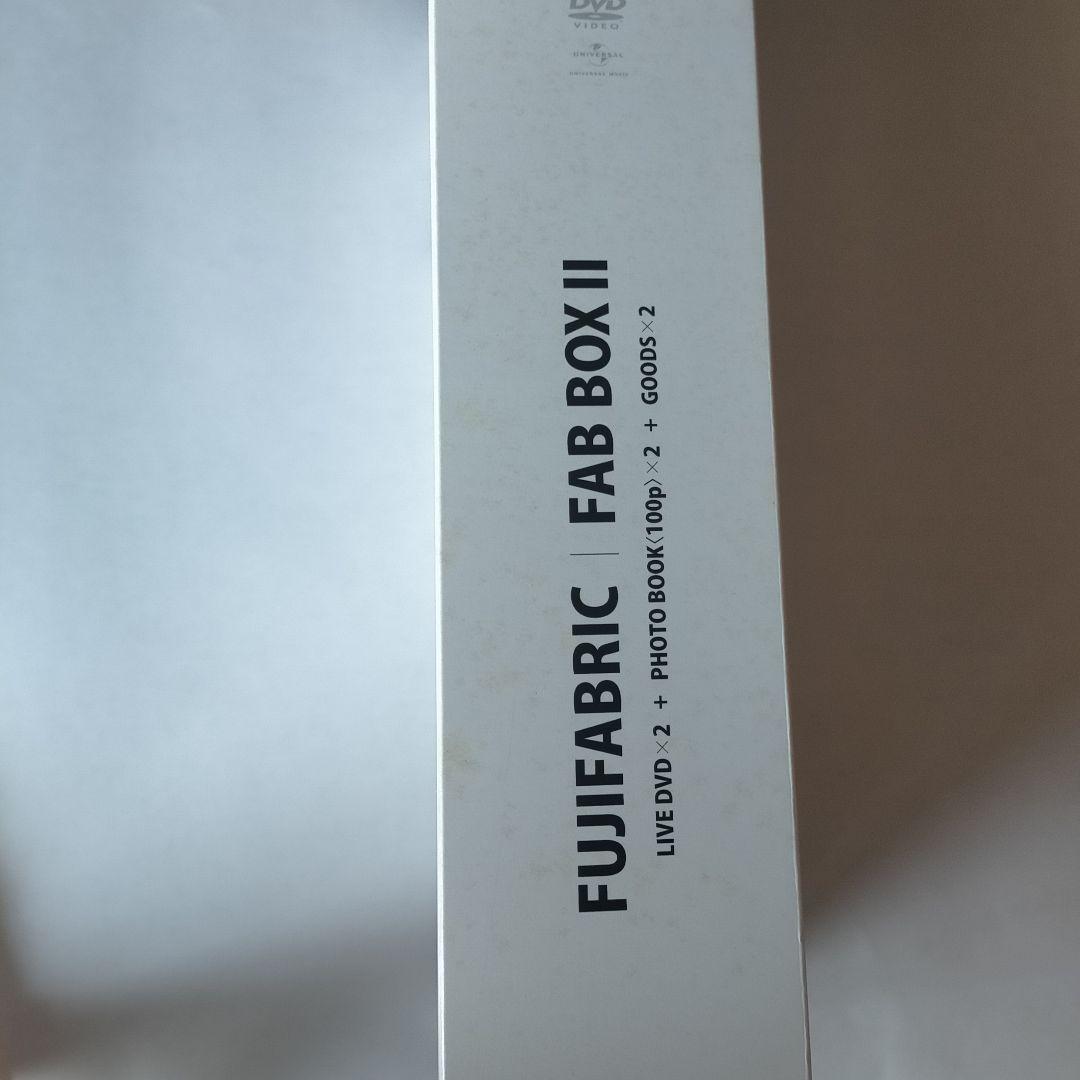 FUJIFABRIC | FAB BOX II
LIVE DVD×2 + PHOTO BOOK〈100p〉×2 + GOODS×2
DVD
VIDEO
UNIVERSAL
UNIVERSAL MUSIC